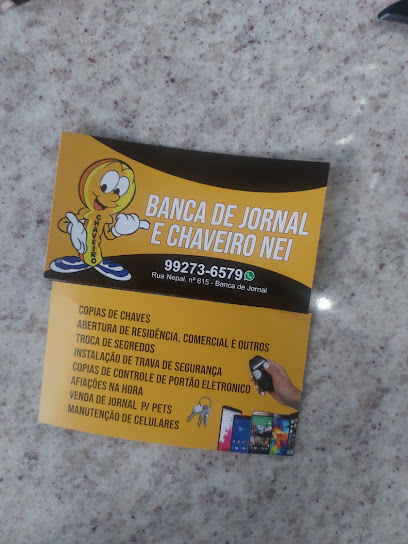 CHAVEIRO
BANCA DE JORNAL
E CHAVEIRO NEI
99273-6579
Rua Nepal, nº 615 - Banca de Jornal
COPIAS DE CHAVES
ABERTURA DE RESIDÊNCIA, COMERCIAL E OUTROS
TROCA DE SEGREDOS
INSTALAÇÃO DE TRAVA DE SEGURANÇA
COPIAS DE CONTROLE DE PORTÃO ELETRONICO
AFIAÇÕES NA HORA
VENDA DE JORNAL P/ PETS
MANUTENÇÃO DE CELULARES